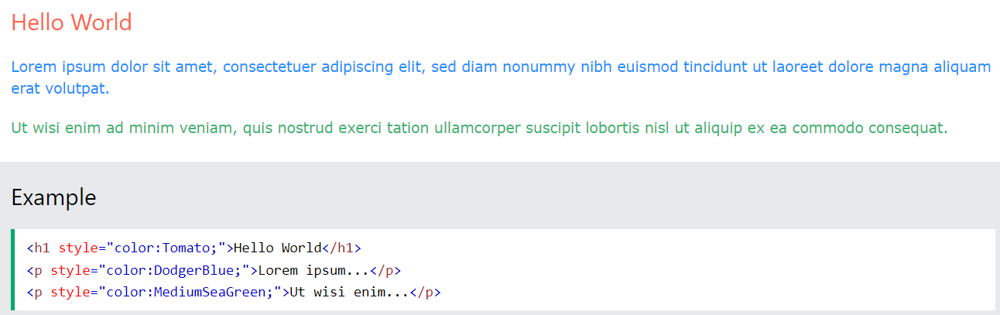 Hello World
Lorem ipsum dolor sit amet, consectetuer adipiscing elit, sed diam nonummy nibh euismod tincidunt ut laoreet dolore magna aliquam
erat volutpat.
Ut wisi enim ad minim veniam, quis nostrud exerci tation ullamcorper suscipit lobortis nisl ut aliquip ex ea commodo consequat.
Example
<h1 style="color:Tomato;">Hello World</h1>
<p style="color:DodgerBlue;">Lorem ipsum...</p>
<p style="color:MediumSeaGreen;">Ut wisi enim...</p>